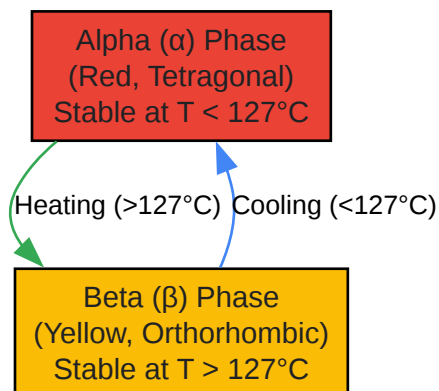 Alpha (α) Phase
(Red, Tetragonal)
Stable at T < 127°C
Heating (>127°C)
Cooling (<127°C)
Beta (β) Phase
(Yellow, Orthorhombic)
Stable at T > 127°C